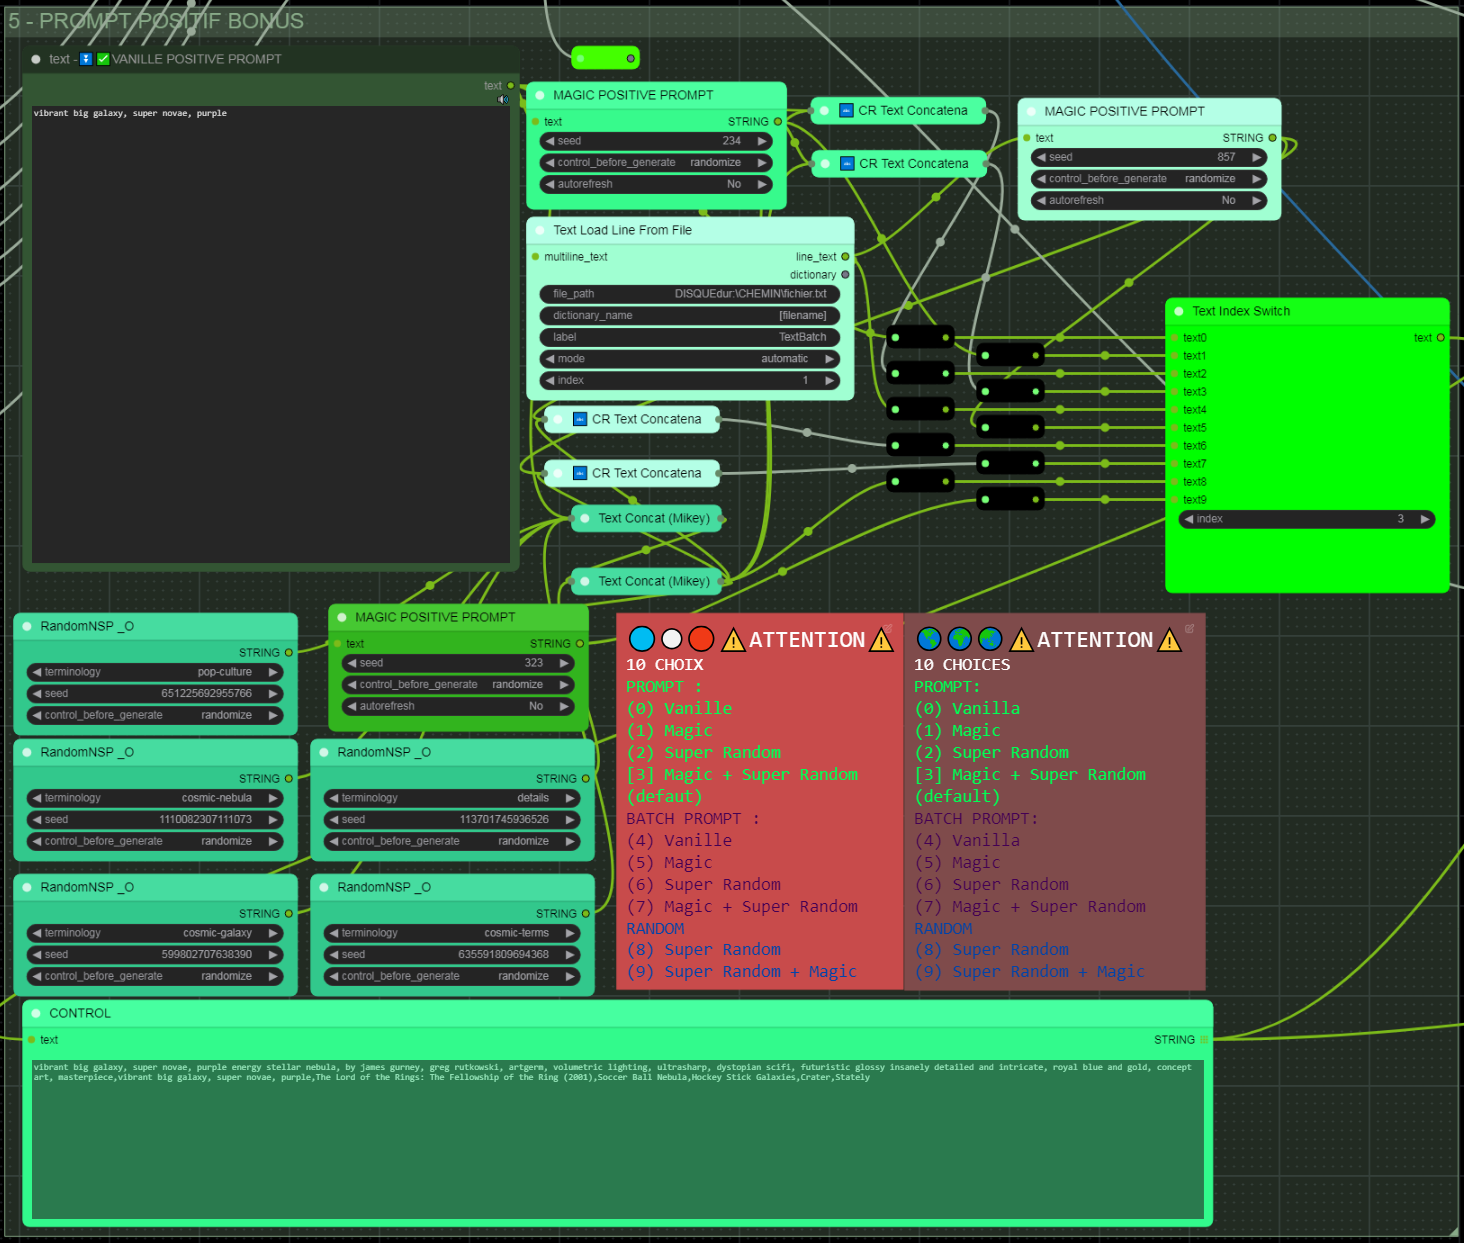 5 - PROMPT POSITIF BONUS
text - VANILLE POSITIVE PROMPT
text
vibrant big galaxy, super novae, purple
MAGIC POSITIVE PROMPT
text STRING
seed 234
control_before_generate randomize
autorefresh No
CR Text Concatena
CR Text Concatena
MAGIC POSITIVE PROMPT
text STRING
seed 857
control_before_generate randomize
autorefresh No
Text Load Line From File
multiline_text line_text
dictionary
file_path DISQUEdur:\CHEMIN\fichier.txt
dictionary_name [filename]
label TextBatch
mode automatic
index 1
CR Text Concatena
CR Text Concatena
Text Concat (Mikey)
Text Concat (Mikey)
Text Index Switch
text0 text
text1
text2
text3
text4
text5
text6
text7
text8
text9
index 3
RandomNSP _O
STRING
terminology pop-culture
seed 651225692955766
control_before_generate randomize
MAGIC POSITIVE PROMPT
text STRING
seed 323
control_before_generate randomize
autorefresh No
RandomNSP _O
STRING
terminology cosmic-nebula
seed 1110082307111073
control_before_generate randomize
RandomNSP _O
STRING
terminology details
seed 113701745936526
control_before_generate randomize
RandomNSP _O
STRING
terminology cosmic-galaxy
seed 599802707638390
control_before_generate randomize
RandomNSP _O
STRING
terminology cosmic-terms
seed 635591809694368
control_before_generate randomize
ATTENTION
10 CHOIX
PROMPT :
(0) Vanille
(1) Magic
(2) Super Random
[3] Magic + Super Random
(defaut)
BATCH PROMPT :
(4) Vanille
(5) Magic
(6) Super Random
(7) Magic + Super Random
RANDOM
(8) Super Random
(9) Super Random + Magic
ATTENTION
10 CHOICES
PROMPT:
(0) Vanilla
(1) Magic
(2) Super Random
[3] Magic + Super Random
(default)
BATCH PROMPT:
(4) Vanilla
(5) Magic
(6) Super Random
(7) Magic + Super Random
RANDOM
(8) Super Random
(9) Super Random + Magic
CONTROL
text STRING
vibrant big galaxy, super novae, purple energy stellar nebula, by james gurney, greg rutkowski, artgerm, volumetric lighting, ultrasharp, dystopian scifi, futuristic glossy insanely detailed and intricate, royal blue and gold, concept
art, masterpiece,vibrant big galaxy, super novae, purple,The Lord of the Rings: The Fellowship of the Ring (2001),Soccer Ball Nebula,Hockey Stick Galaxies,Crater,Stately